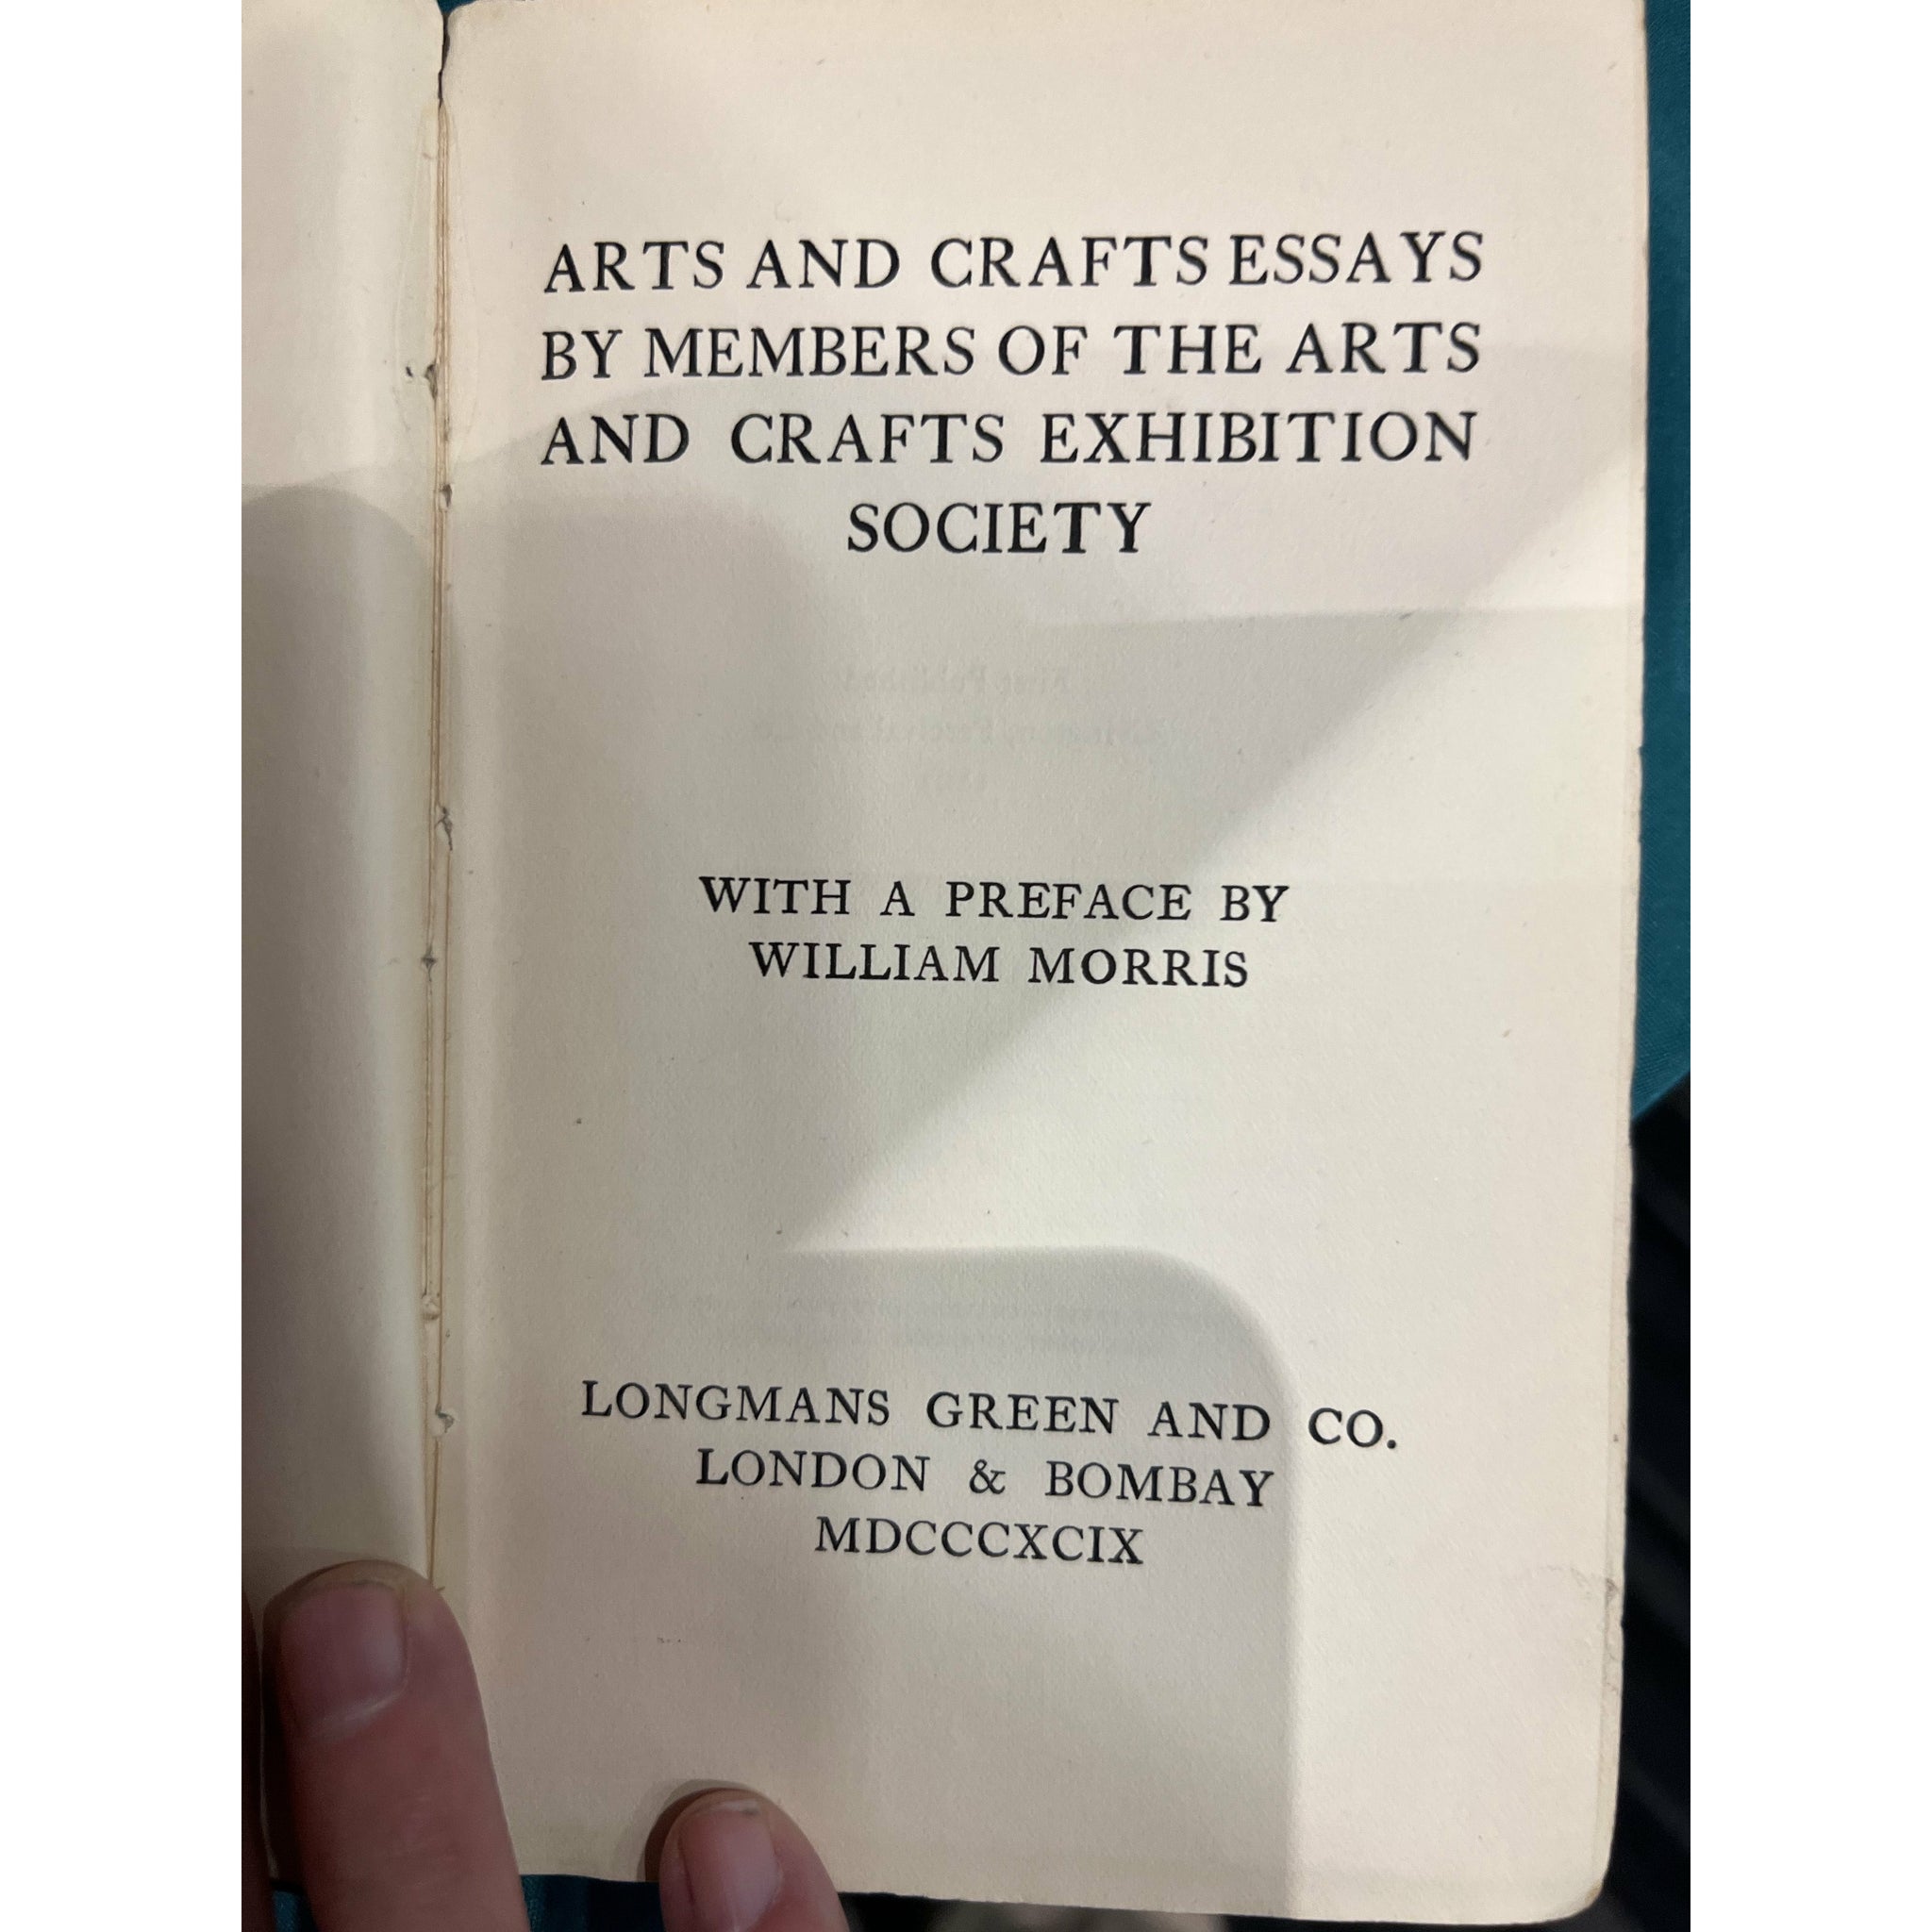 ARTS AND CRAFTS ESSAYS
BY MEMBERS OF THE ARTS
AND CRAFTS EXHIBITION
SOCIETY
WITH A PREFACE BY
WILLIAM MORRIS
LONGMANS GREEN AND CO.
LONDON & BOMBAY
MDCCCXCIX